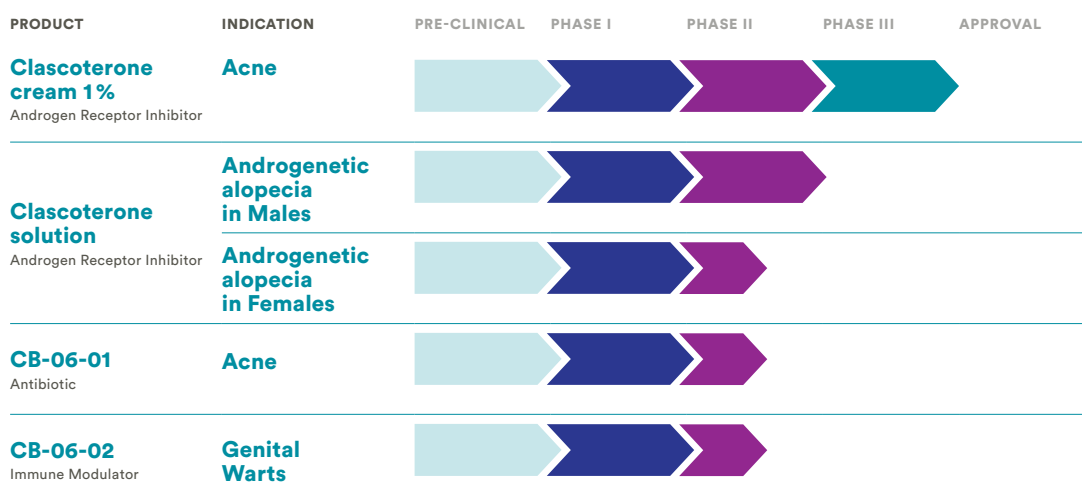 PRODUCT INDICATION PRE-CLINICAL PHASE I PHASE II PHASE III APPROVAL
Clascoterone
cream 1%
Androgen Receptor Inhibitor
Acne
Clascoterone
solution
Androgen Receptor Inhibitor
Androgenetic
alopecia
in Males
Androgenetic
alopecia
in Females
CB-06-01
Antibiotic
Acne
CB-06-02
Immune Modulator
Genital
Warts